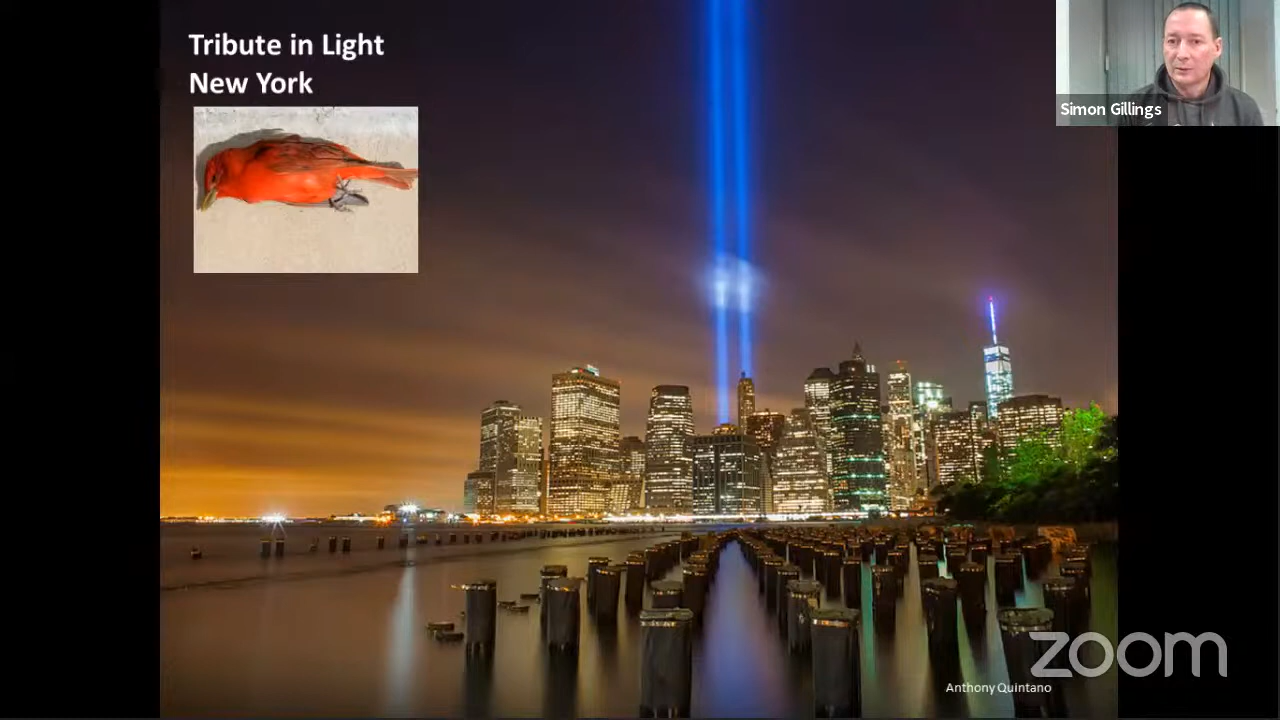 Tribute in Light
New York
Simon Gillings
Anthony Quintano
zoom